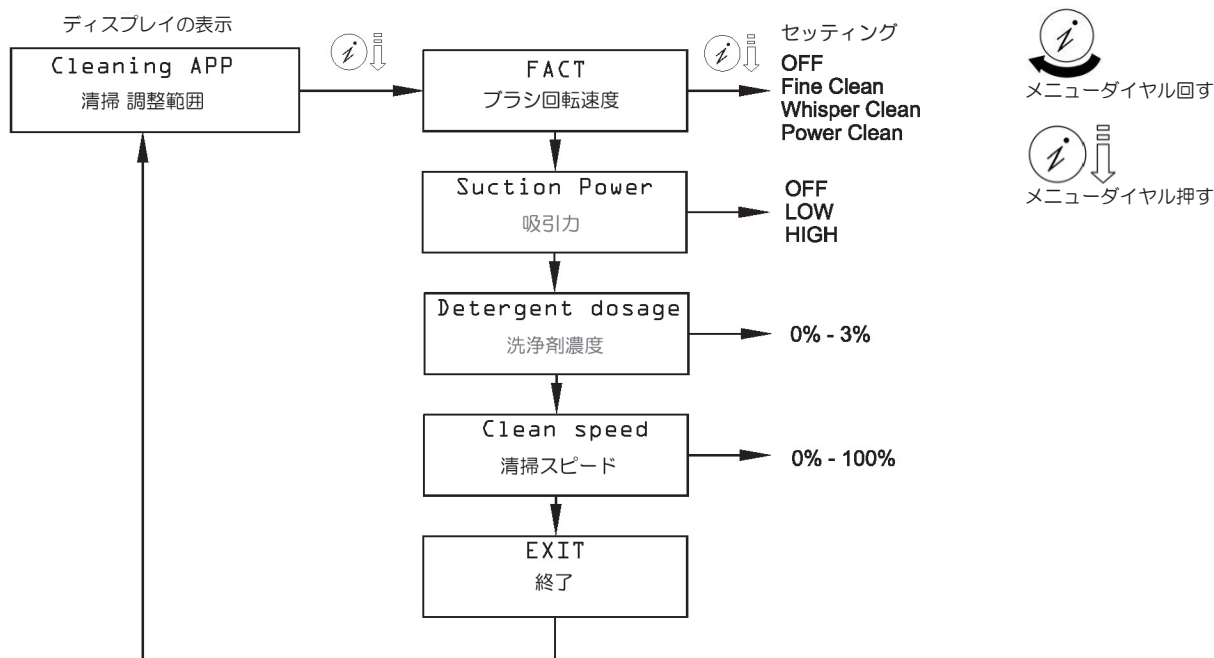 ディスプレイの表示
Cleaning APP
清掃 調整範囲
FACT
ブラシ回転速度
セッティング
OFF
Fine Clean
Whisper Clean
Power Clean
Suction Power
吸引力
OFF
LOW
HIGH
Detergent dosage
洗浄剤濃度
0% - 3%
Clean speed
清掃スピード
0% - 100%
EXIT
終了
i
i
i
メニューダイヤル回す
i
メニューダイヤル押す